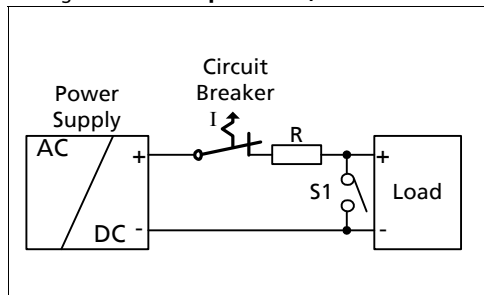 Circuit
Breaker
Power
Supply
I
AC
R
+
+
S1
Load
DC
-
-